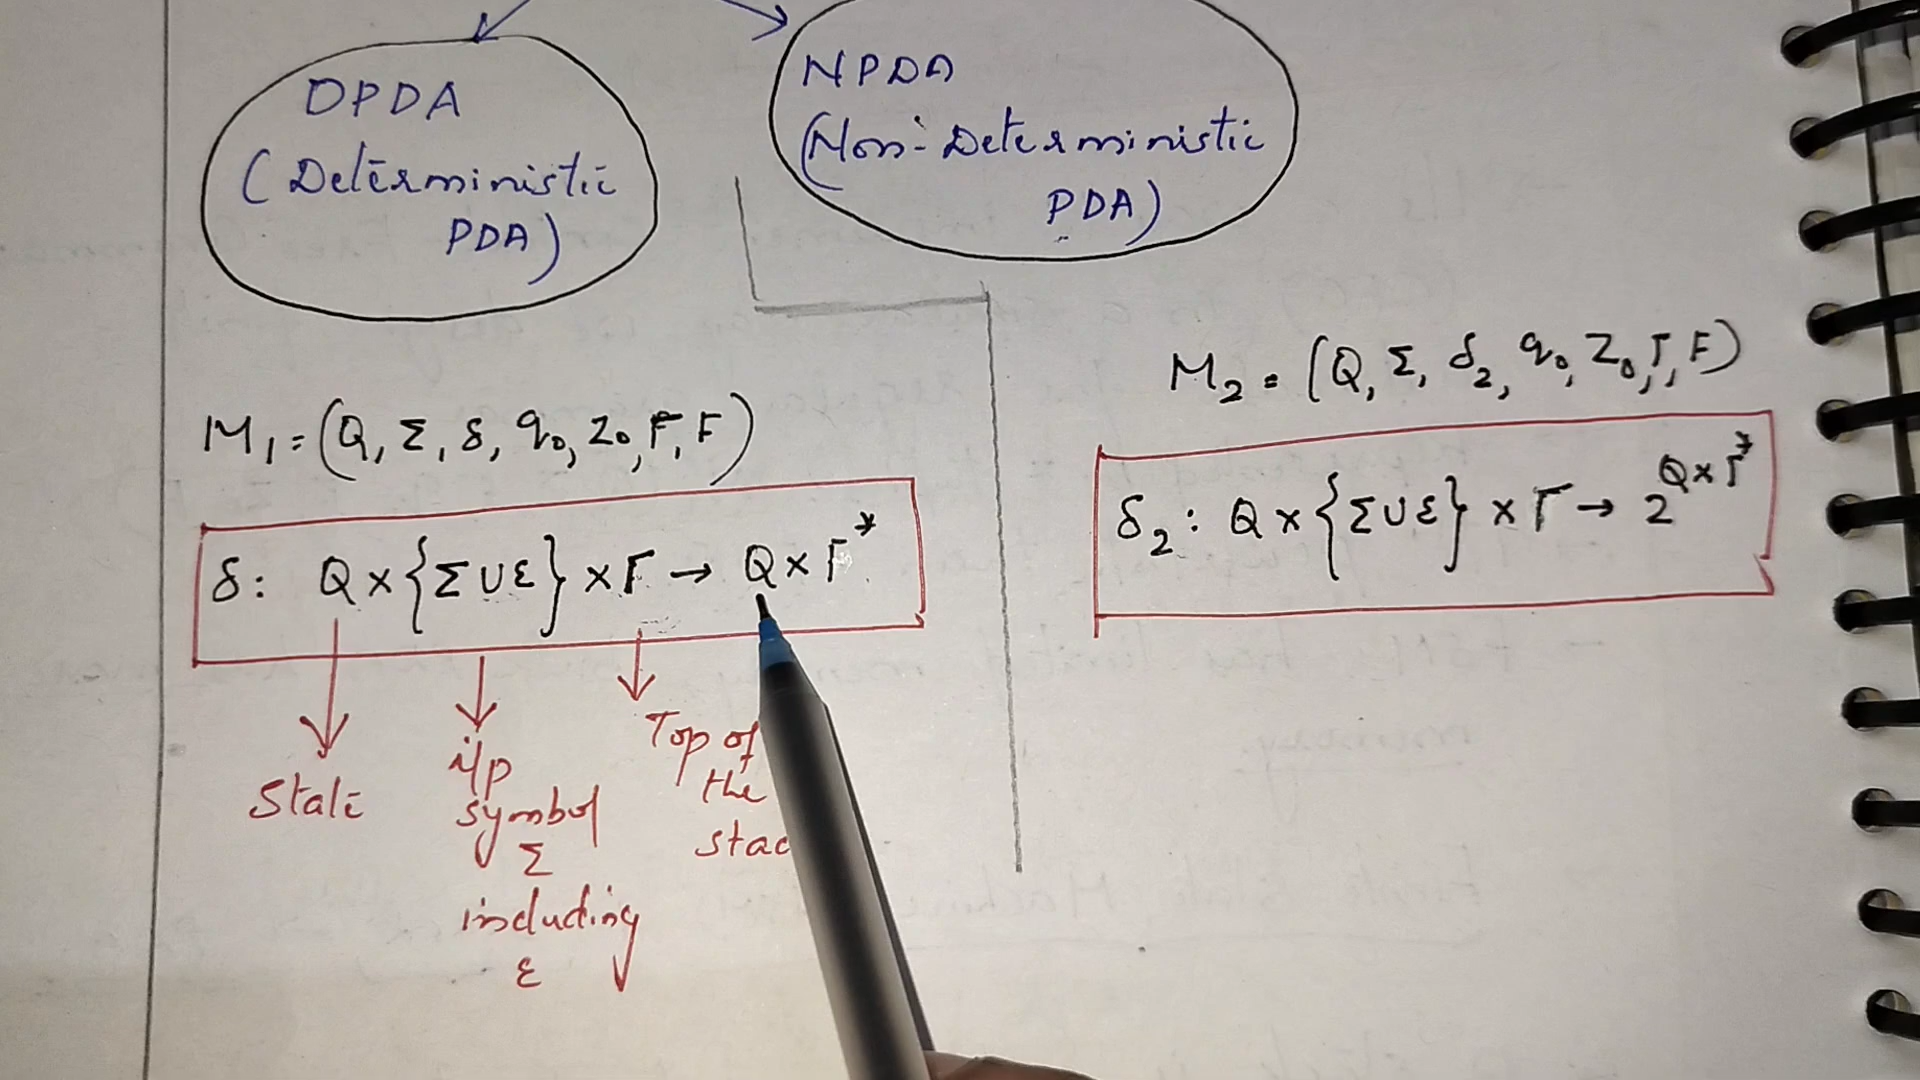 DPDA
(Deterministic
PDA)
NPDA
(Non-Deterministic
PDA)
M₁ = (Q, Σ, δ, q₀, z₀, Γ, F)
δ: Q × {Σ ∪ ε} × Γ → Q × Γ*
State
i/p
symbol
Σ
including
ε
Top of
the
stac
M₂ = (Q, Σ, δ₂, q₀, Z₀, Γ, F)
δ₂ : Q × {Σ ∪ ε} × Γ → 2^(Q × Γ*)